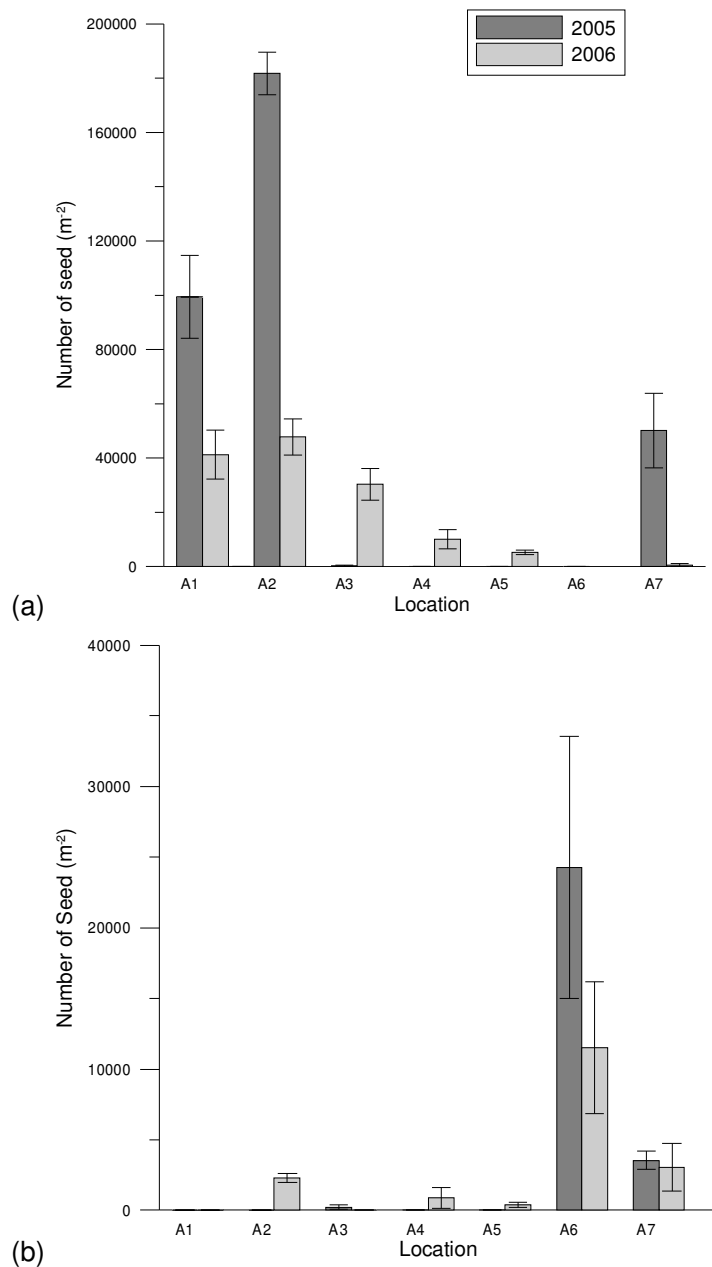 2005
2006
200000
160000
120000
80000
40000
0
Number of seed (m⁻²)
A1 A2 A3 A4 A5 A6 A7
Location
(a)
40000
30000
20000
10000
0
Number of Seed (m⁻²)
A1 A2 A3 A4 A5 A6 A7
Location
(b)